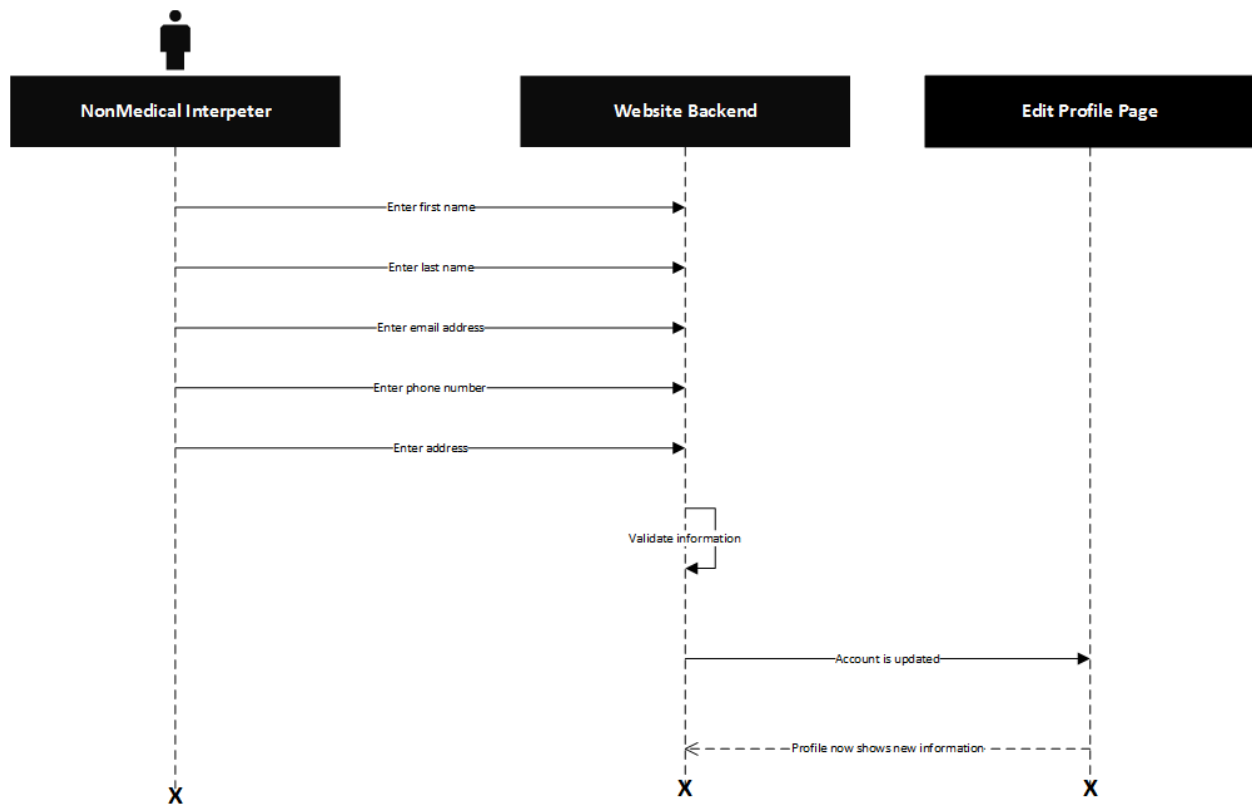 NonMedical Interpeter
Website Backend
Edit Profile Page
Enter first name
Enter last name
Enter email address
Enter phone number
Enter address
Validate information
Account is updated
Profile now shows new information
X
X
X